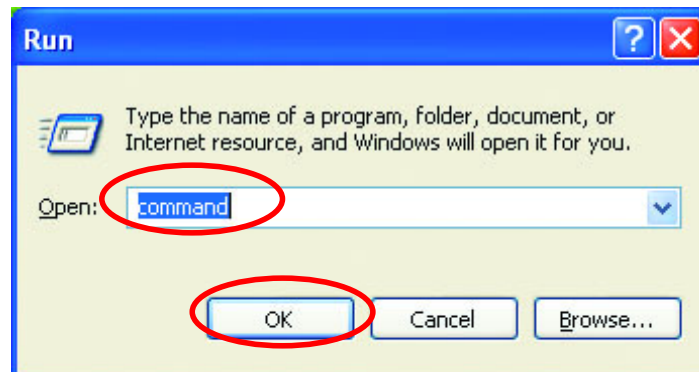 Run
Type the name of a program, folder, document, or
Internet resource, and Windows will open it for you.
Open: command
OK Cancel Browse...